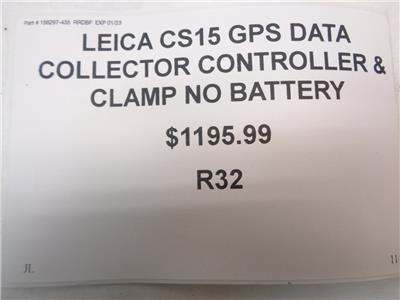 Part # 198297-435 RRDBF EXP 01/23
LEICA CS15 GPS DATA
COLLECTOR CONTROLLER &
CLAMP NO BATTERY
$1195.99
R32
JL
11